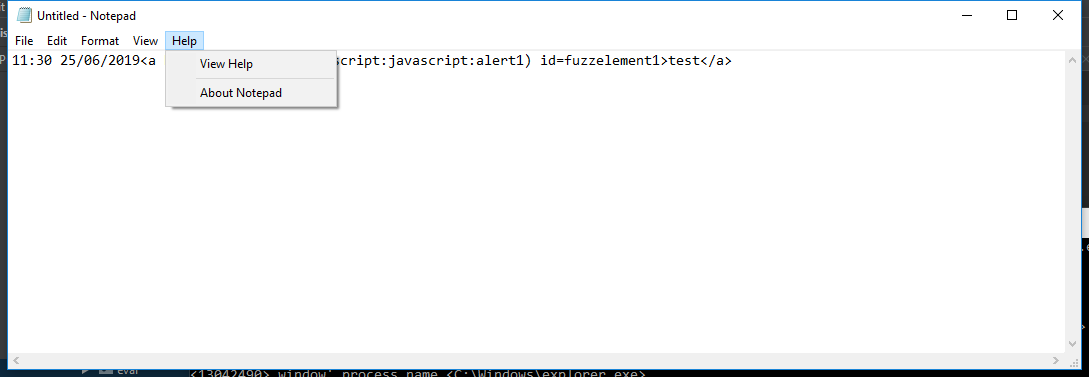 Untitled - Notepad
File Edit Format View Help
11:30 25/06/2019<a script:javascript:alert1) id=fuzzelement1>test</a>
View Help
About Notepad
eval
<13042490> window' process name <C:\Windows\explorer.exe>